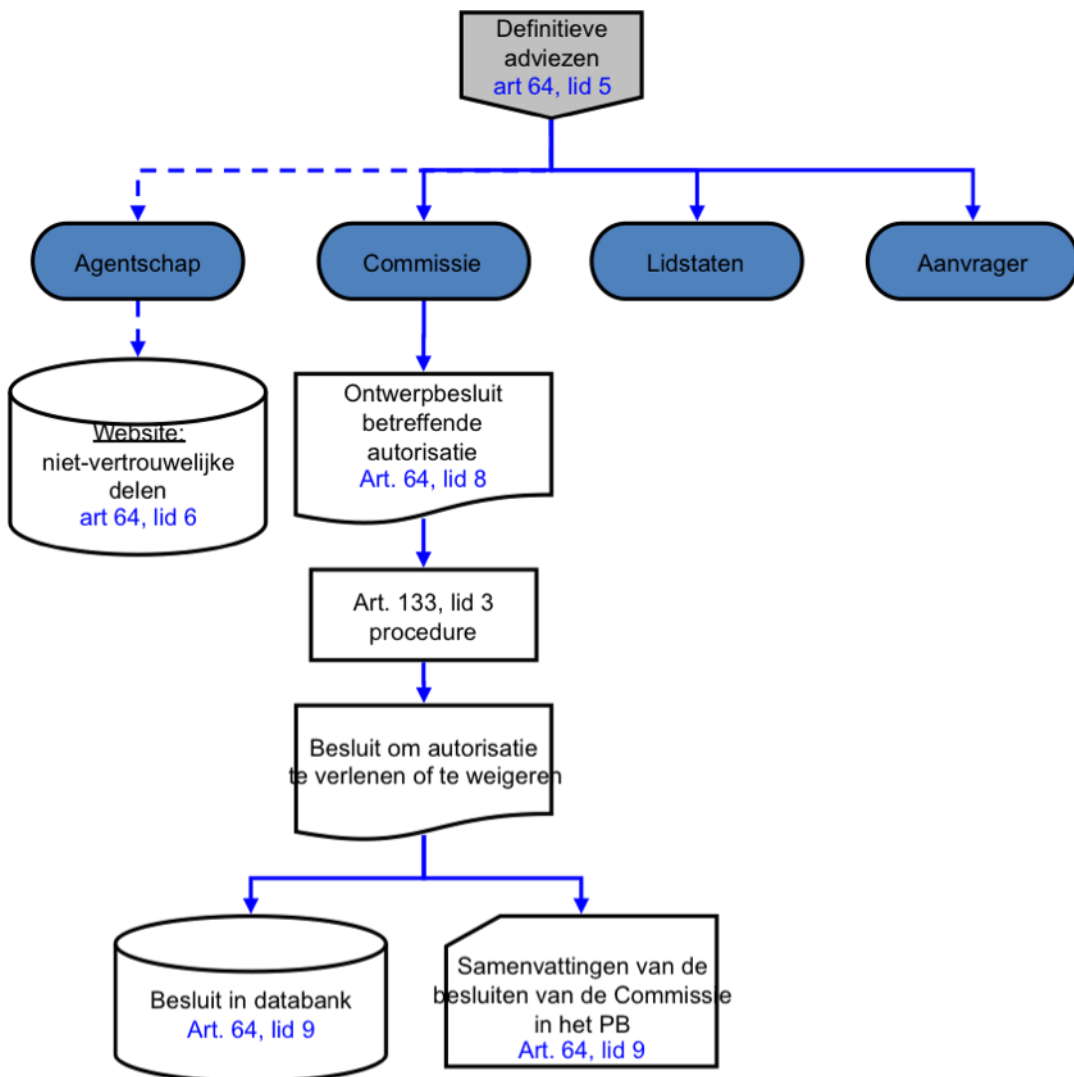 Definitieve
adviezen
art 64, lid 5
Agentschap
Commissie
Lidstaten
Aanvrager
Website:
niet-vertrouwelijke
delen
art 64, lid 6
Ontwerpbesluit
betreffende
autorisatie
Art. 64, lid 8
Art. 133, lid 3
procedure
Besluit om autorisatie
te verlenen of te weigeren
Besluit in databank
Art. 64, lid 9
Samenvattingen van de
besluiten van de Commissie
in het PB
Art. 64, lid 9